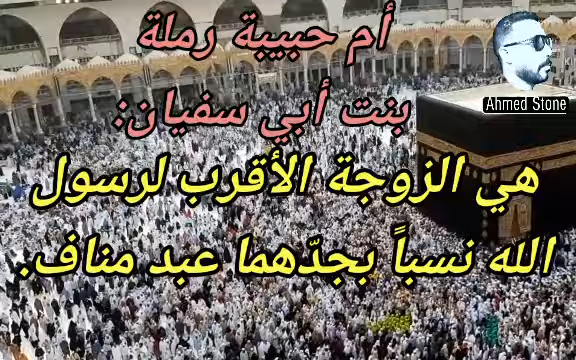 أم حبيبة رملة
بنت أبي سفيان:
هي الزوجة الأقرب لرسول
الله نسباً بجدّهما عبد مناف.
Ahmed Stone